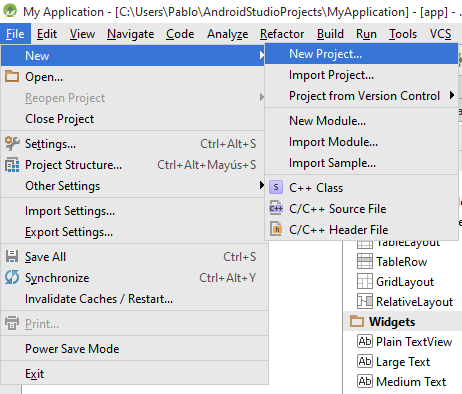 My Application - [C:\Users\Pablo\AndroidStudioProjects\MyApplication] - [app] - .
File Edit View Navigate Code Analyze Refactor Build Run Tools VCS
New
Open...
Reopen Project
Close Project
Settings... Ctrl+Alt+S
Project Structure... Ctrl+Alt+Mayús+S
Other Settings
Import Settings...
Export Settings...
Save All Ctrl+S
Synchronize Ctrl+Alt+Y
Invalidate Caches / Restart...
Print...
Power Save Mode
Exit
New Project...
Import Project...
Project from Version Control
New Module...
Import Module...
Import Sample...
S C++ Class
C++ C/C++ Source File
h C/C++ Header File
TableLayout
TableRow
GridLayout
RelativeLayout
Widgets
Ab Plain TextView
Ab Large Text
Ab Medium Text